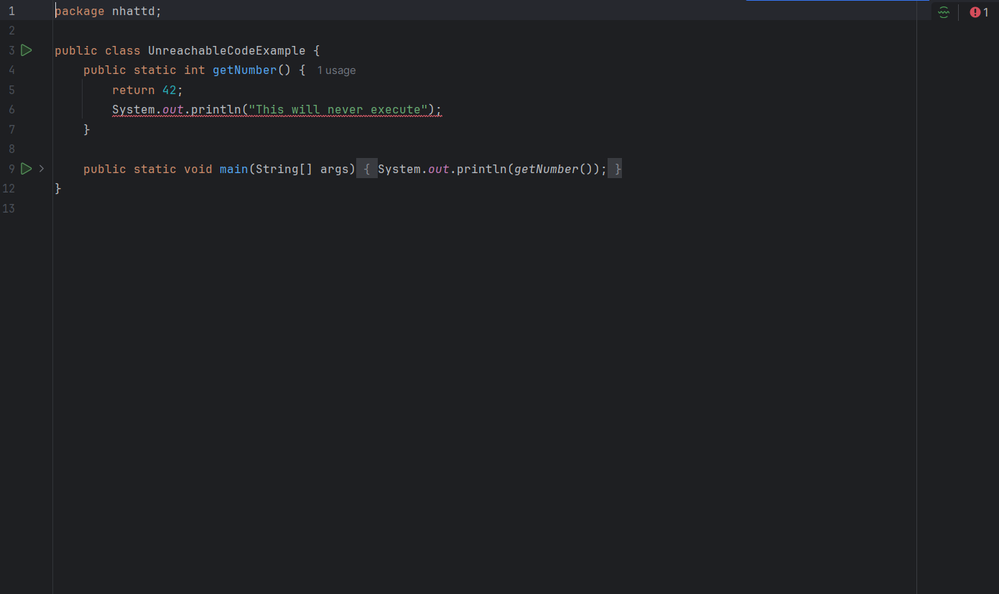 1 package nhattd;
2
3 public class UnreachableCodeExample {
4     public static int getNumber() { 1 usage
5         return 42;
6         System.out.println("This will never execute");
7     }
8
9     public static void main(String[] args) { System.out.println(getNumber()); }
12 }
13
1